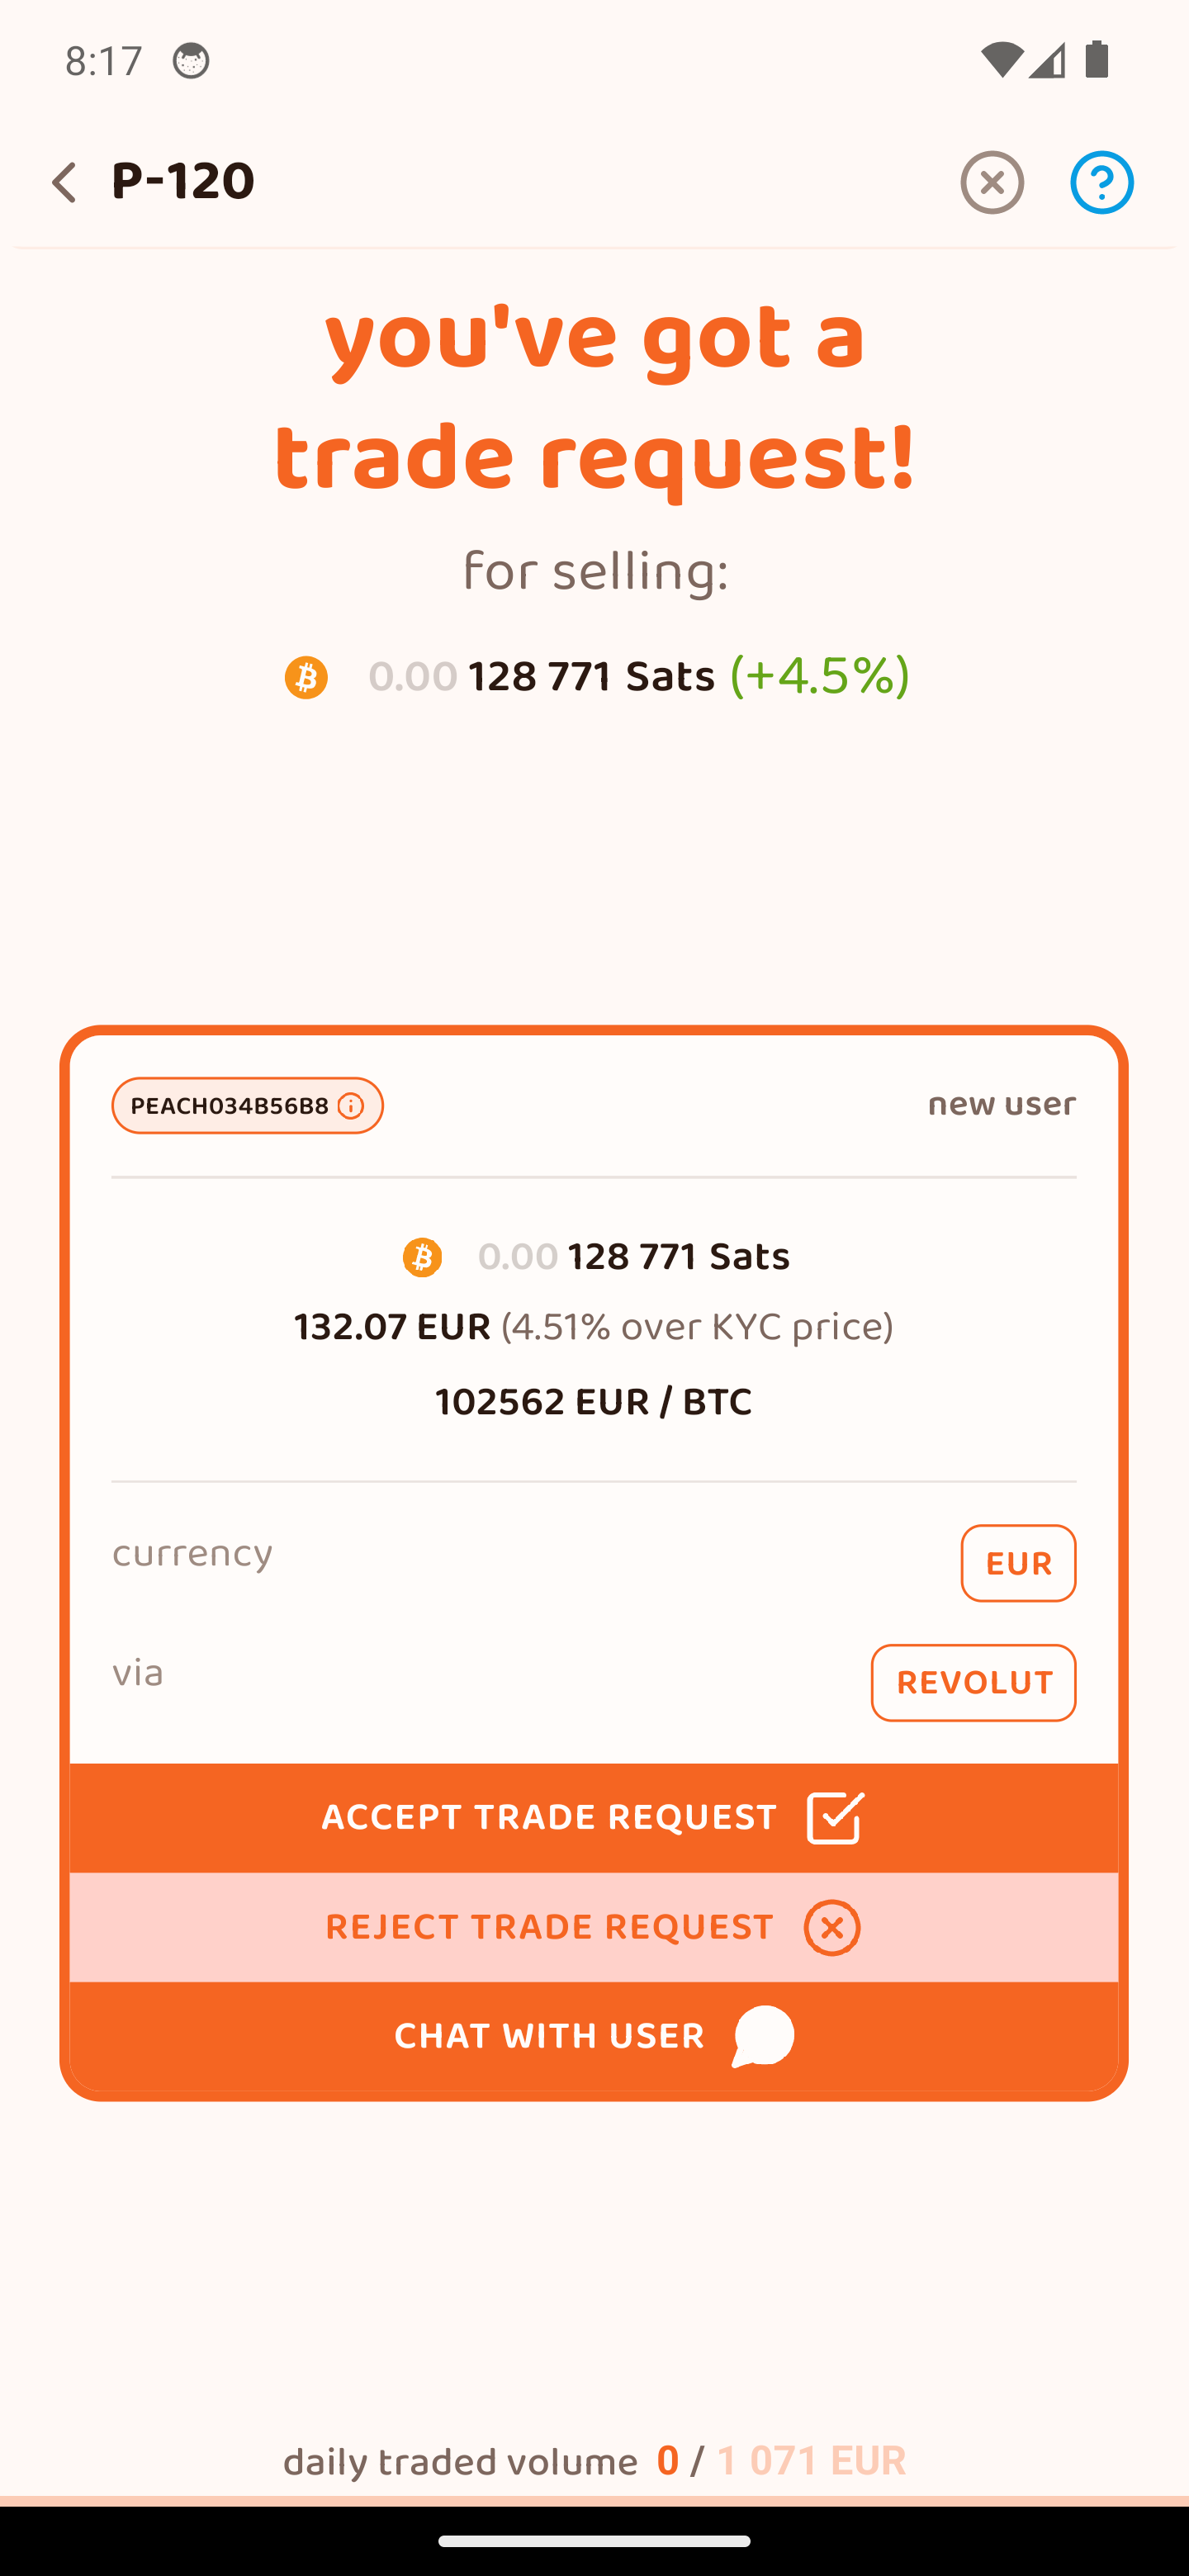 8:17
P-120
you've got a
trade request!
for selling:
0.00 128 771 Sats (+4.5%)
PEACH034B56B8
new user
0.00 128 771 Sats
132.07 EUR (4.51% over KYC price)
102562 EUR / BTC
currency
EUR
via
REVOLUT
ACCEPT TRADE REQUEST
REJECT TRADE REQUEST
CHAT WITH USER
daily traded volume 0 / 1 071 EUR